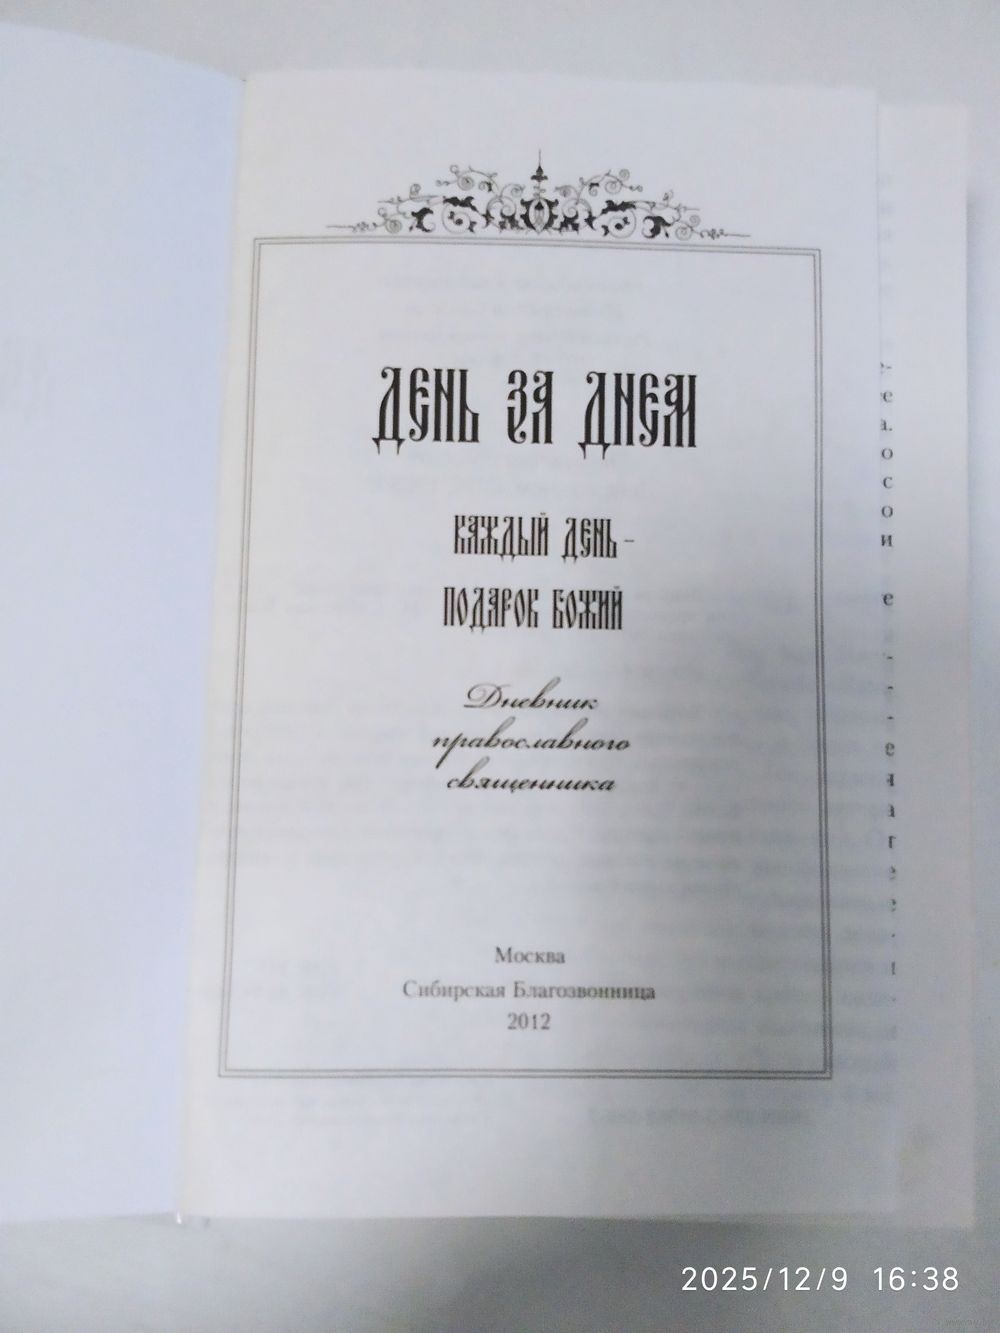 ДЕНЬ ЗА ДНЕМ
КАЖДЫЙ ДЕНЬ –
ПОДАРОК БОЖИЙ
Дневник
православного
священника
Москва
Сибирская Благозвонница
2012
2025/12/9 16:38